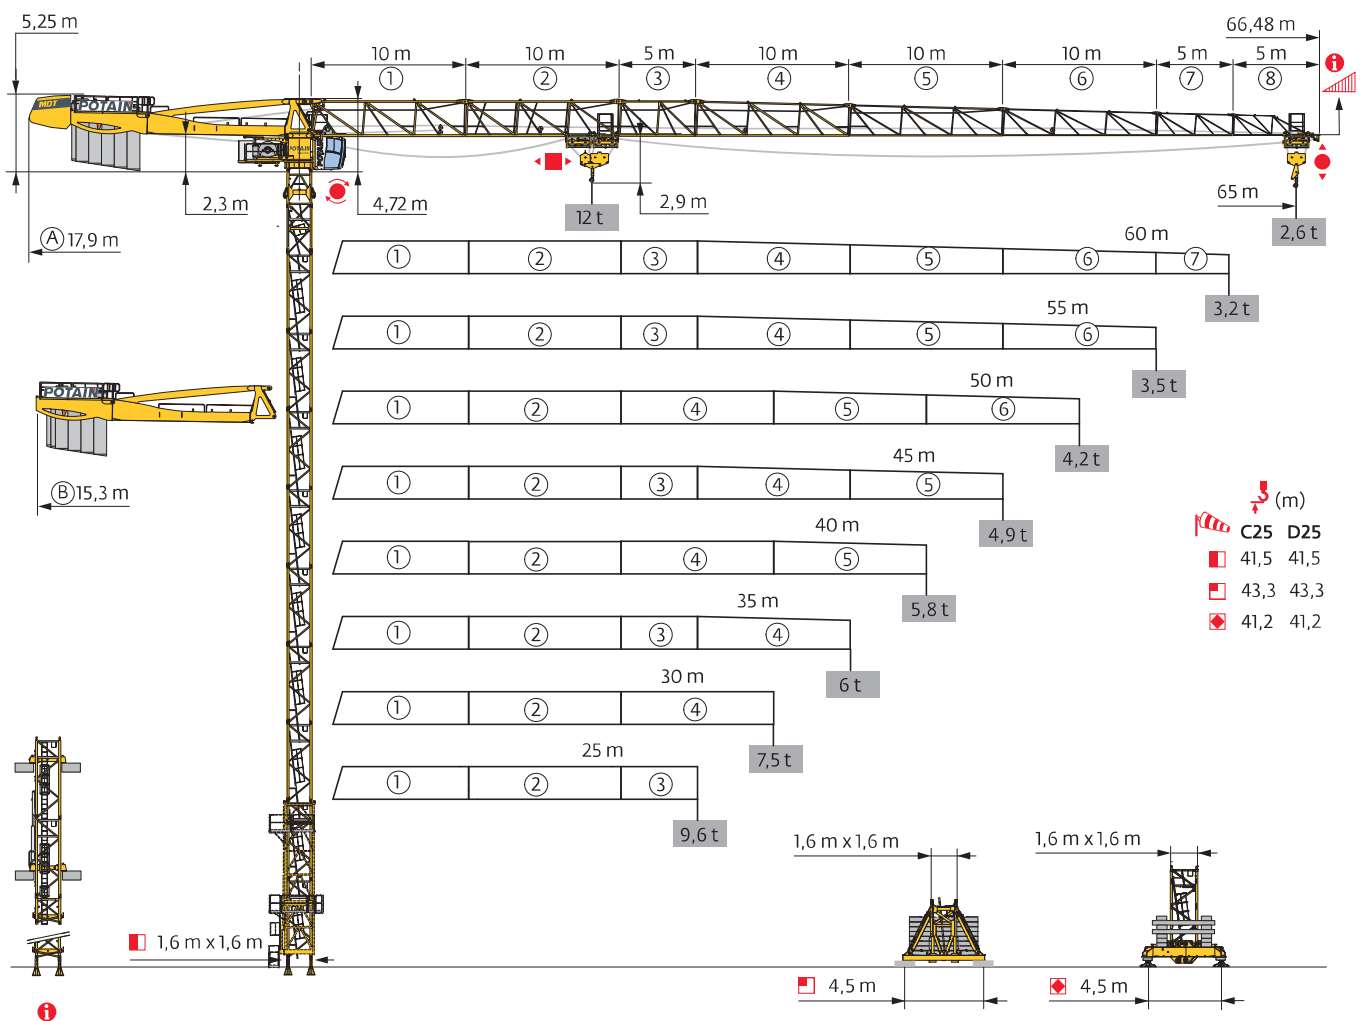 5,25 m
66,48 m
10 m 10 m 5 m 10 m 10 m 10 m 5 m 5 m
1 2 3 4 5 6 7 8
i
MDT POTAIN
POTAIN
2,3 m
4,72 m
2,9 m
65 m
12 t
2,6 t
A 17,9 m
60 m
1 2 3 4 5 6 7
3,2 t
55 m
1 2 3 4 5 6
3,5 t
50 m
1 2 4 5 6
4,2 t
POTAIN
B 15,3 m
45 m
1 2 3 4 5
4,9 t
(m)
C25 D25
41,5 41,5
43,3 43,3
41,2 41,2
40 m
1 2 4 5
5,8 t
35 m
1 2 3 4
6 t
30 m
1 2 4
7,5 t
25 m
1 2 3
9,6 t
1,6 m x 1,6 m
1,6 m x 1,6 m
1,6 m x 1,6 m
4,5 m
4,5 m
i